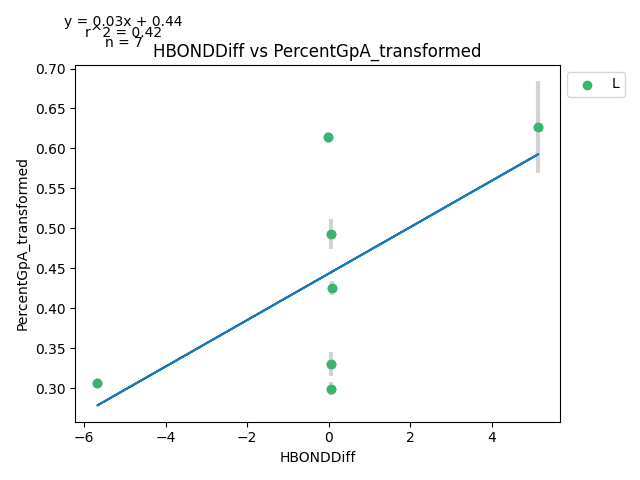 y = 0.03x + 0.44
r^2 = 0.42
n = 7
HBONDDiff vs PercentGpA_transformed
L
PercentGpA_transformed
0.70
0.65
0.60
0.55
0.50
0.45
0.40
0.35
0.30
−6
−4
−2
0
2
4
HBONDDiff